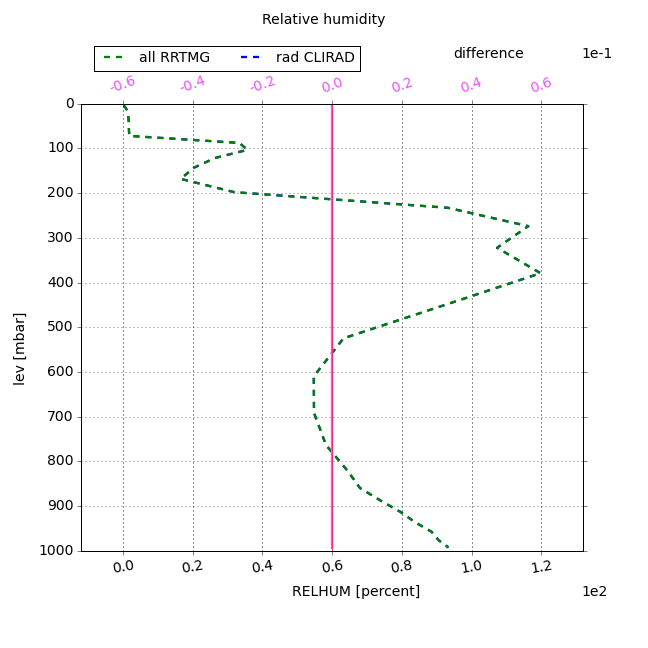 Relative humidity
all RRTMG rad CLIRAD difference 1e-1
-0.6 -0.4 -0.2 0.0 0.2 0.4 0.6
0
100
200
300
400
500
600
700
800
900
1000
lev [mbar]
0.0 0.2 0.4 0.6 0.8 1.0 1.2
RELHUM [percent] 1e2